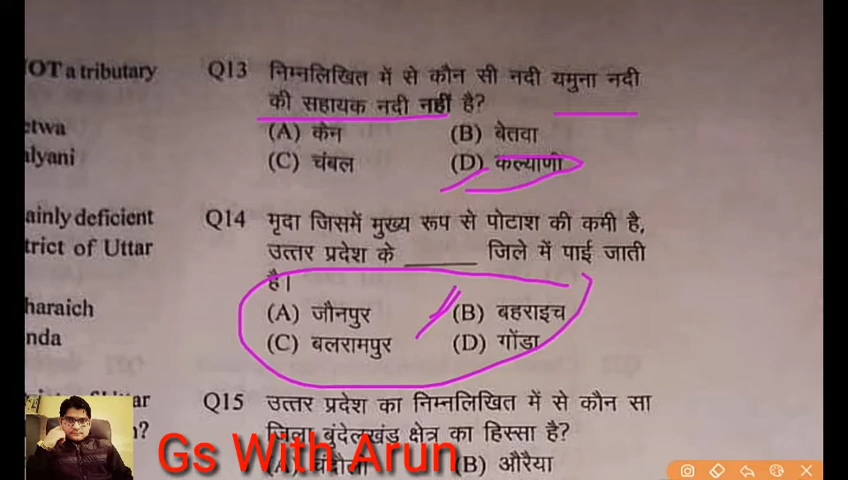 OT a tributary
Q13 निम्नलिखित में से कौन सी नदी यमुना नदी
की सहायक नदी नहीं है?
etwa
(A) केन (B) बेतवा
alyani
(C) चंबल (D) कल्याणी
ainly deficient
Q14 मृदा जिसमें मुख्य रूप से पोटाश की कमी है,
trict of Uttar
उत्तर प्रदेश के ______ जिले में पाई जाती
है।
haraich
(A) जौनपुर (B) बहराइच
nda
(C) बलरामपुर (D) गोंडा
ar
Q15 उत्तर प्रदेश का निम्नलिखित में से कौन सा
n?
ज़िला बुंदेलखंड क्षेत्र का हिस्सा है?
(A) चंदौली (B) औरैया
Gs With Arun